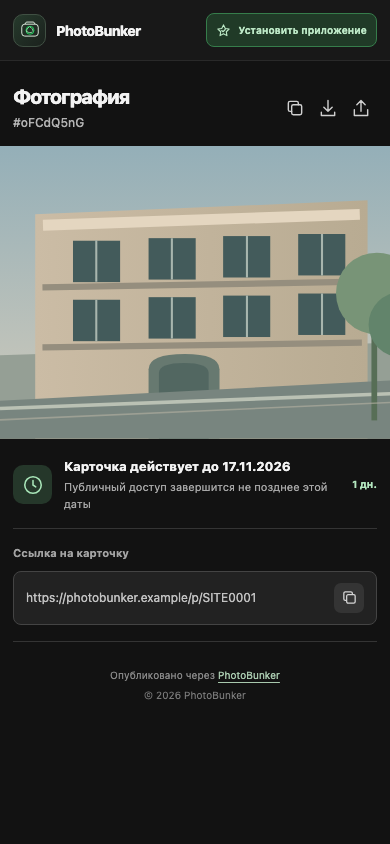 PhotoBunker
Установить приложение
Фотография
#oFCdQ5nG
Карточка действует до 17.11.2026
Публичный доступ завершится не позднее этой
даты
1 дн.
Ссылка на карточку
https://photobunker.example/p/SITE0001
Опубликовано через PhotoBunker
© 2026 PhotoBunker